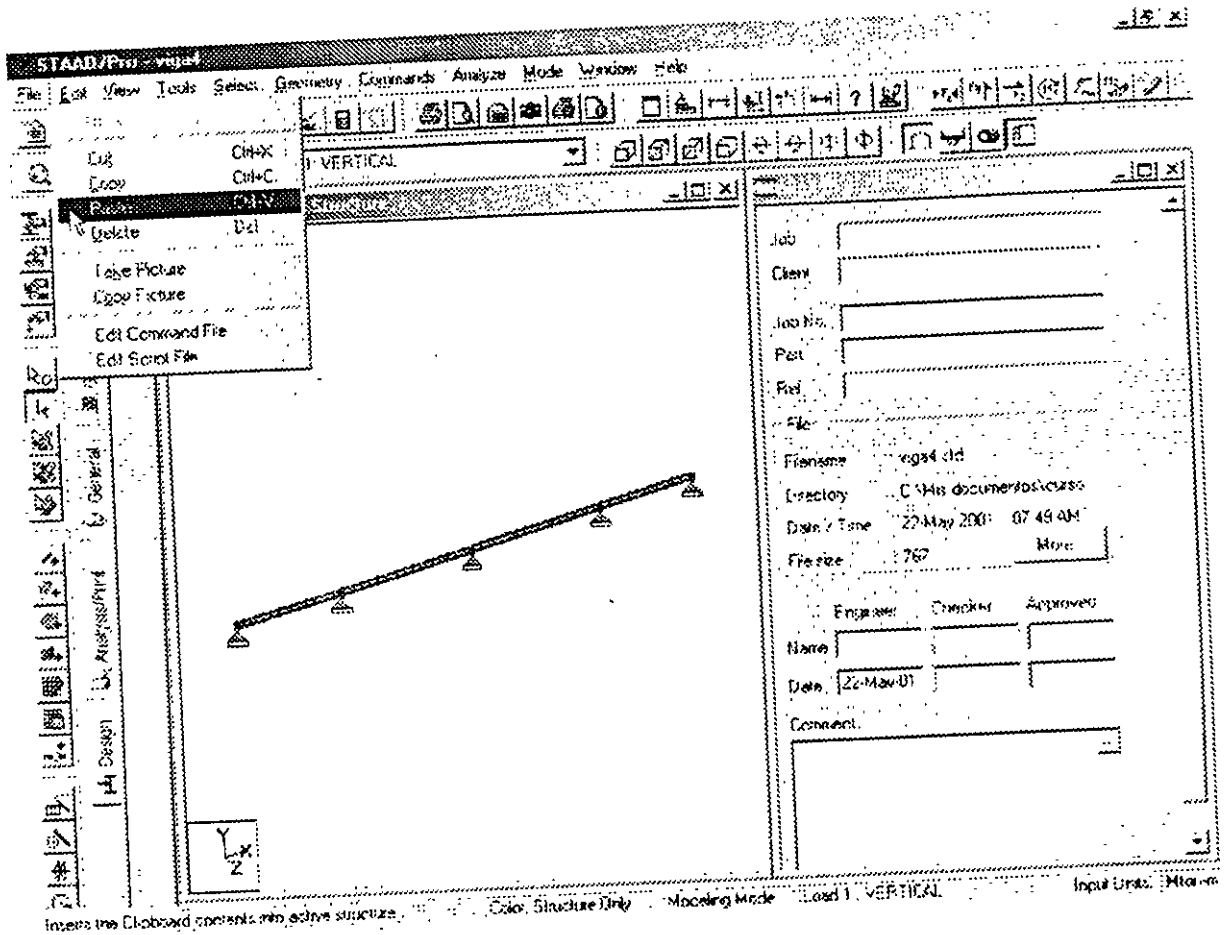 STAAD/Pro - viga4
File Edit View Tools Select Geometry Commands Analyze Mode Window Help
Cut Ctrl+X
Copy Ctrl+C
Paste Ctrl+V
Delete Del
Take Picture
Copy Picture
Edit Command File
Edit Script File
1: VERTICAL
General
Analysis/Print
Design
Y
X
Z
Job
Client
Job No.
Part
Ref
File
Filename viga4.std
Directory C:\Mis documentos\curso
Date / Time 22-May 2001 07:49 AM
File size 767 More
Engineer Checker Approved
Name
Date 22-May-01
Comment
Inserts the Clipboard contents into active structure Color: Structure Only Modeling Mode Load 1 : VERTICAL Input Units: Mton-m